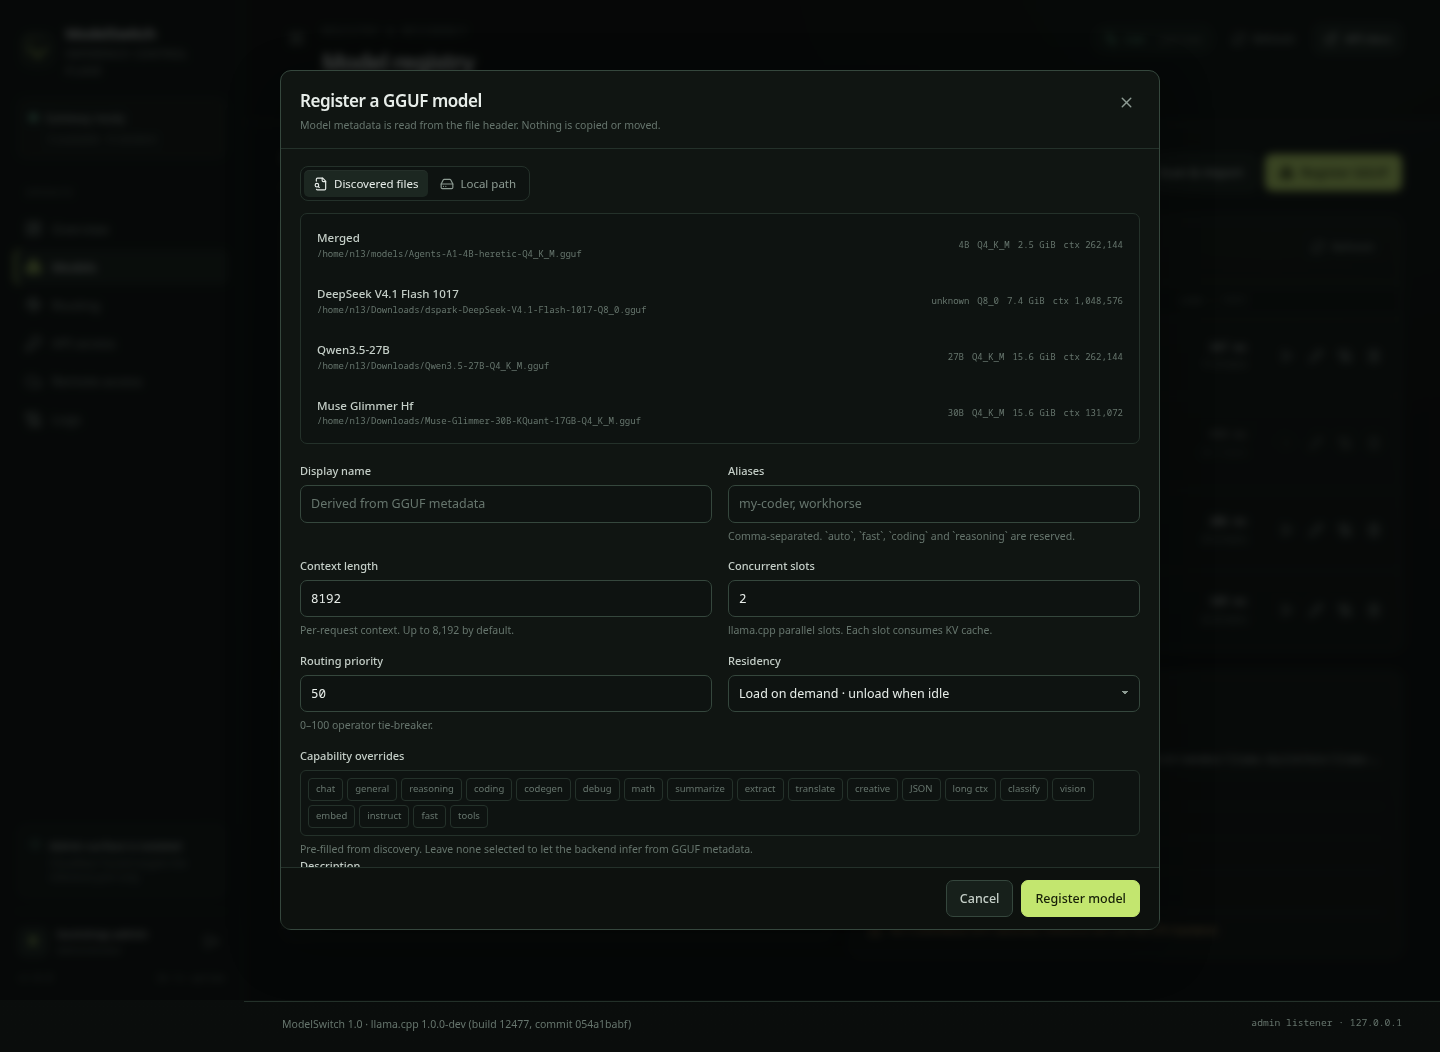 Model registry
Register a GGUF model
Model metadata is read from the file header. Nothing is copied or moved.
Discovered files
Local path
Merged
/home/n13/models/Agents-A1-4B-heretic-Q4_K_M.gguf
4B Q4_K_M 2.5 GiB ctx 262,144
DeepSeek V4.1 Flash 1017
/home/n13/Downloads/dspark-DeepSeek-V4.1-Flash-1017-Q8_0.gguf
unknown Q8_0 7.4 GiB ctx 1,048,576
Qwen3.5-27B
/home/n13/Downloads/Qwen3.5-27B-Q4_K_M.gguf
27B Q4_K_M 15.6 GiB ctx 262,144
Muse Glimmer Hf
/home/n13/Downloads/Muse-Glimmer-30B-KQuant-17GB-Q4_K_M.gguf
30B Q4_K_M 15.6 GiB ctx 131,072
Display name
Aliases
Derived from GGUF metadata
my-coder, workhorse
Comma-separated. `auto`, `fast`, `coding` and `reasoning` are reserved.
Context length
Concurrent slots
8192
2
Per-request context. Up to 8,192 by default.
llama.cpp parallel slots. Each slot consumes KV cache.
Routing priority
Residency
50
Load on demand · unload when idle
0–100 operator tie-breaker.
Capability overrides
chat general reasoning coding codegen debug math summarize extract translate creative JSON long ctx classify vision
embed instruct fast tools
Pre-filled from discovery. Leave none selected to let the backend infer from GGUF metadata.
Description
Cancel
Register model
ModelSwitch 1.0 · llama.cpp 1.0.0-dev (build 12477, commit 054a1babf)
admin listener · 127.0.0.1